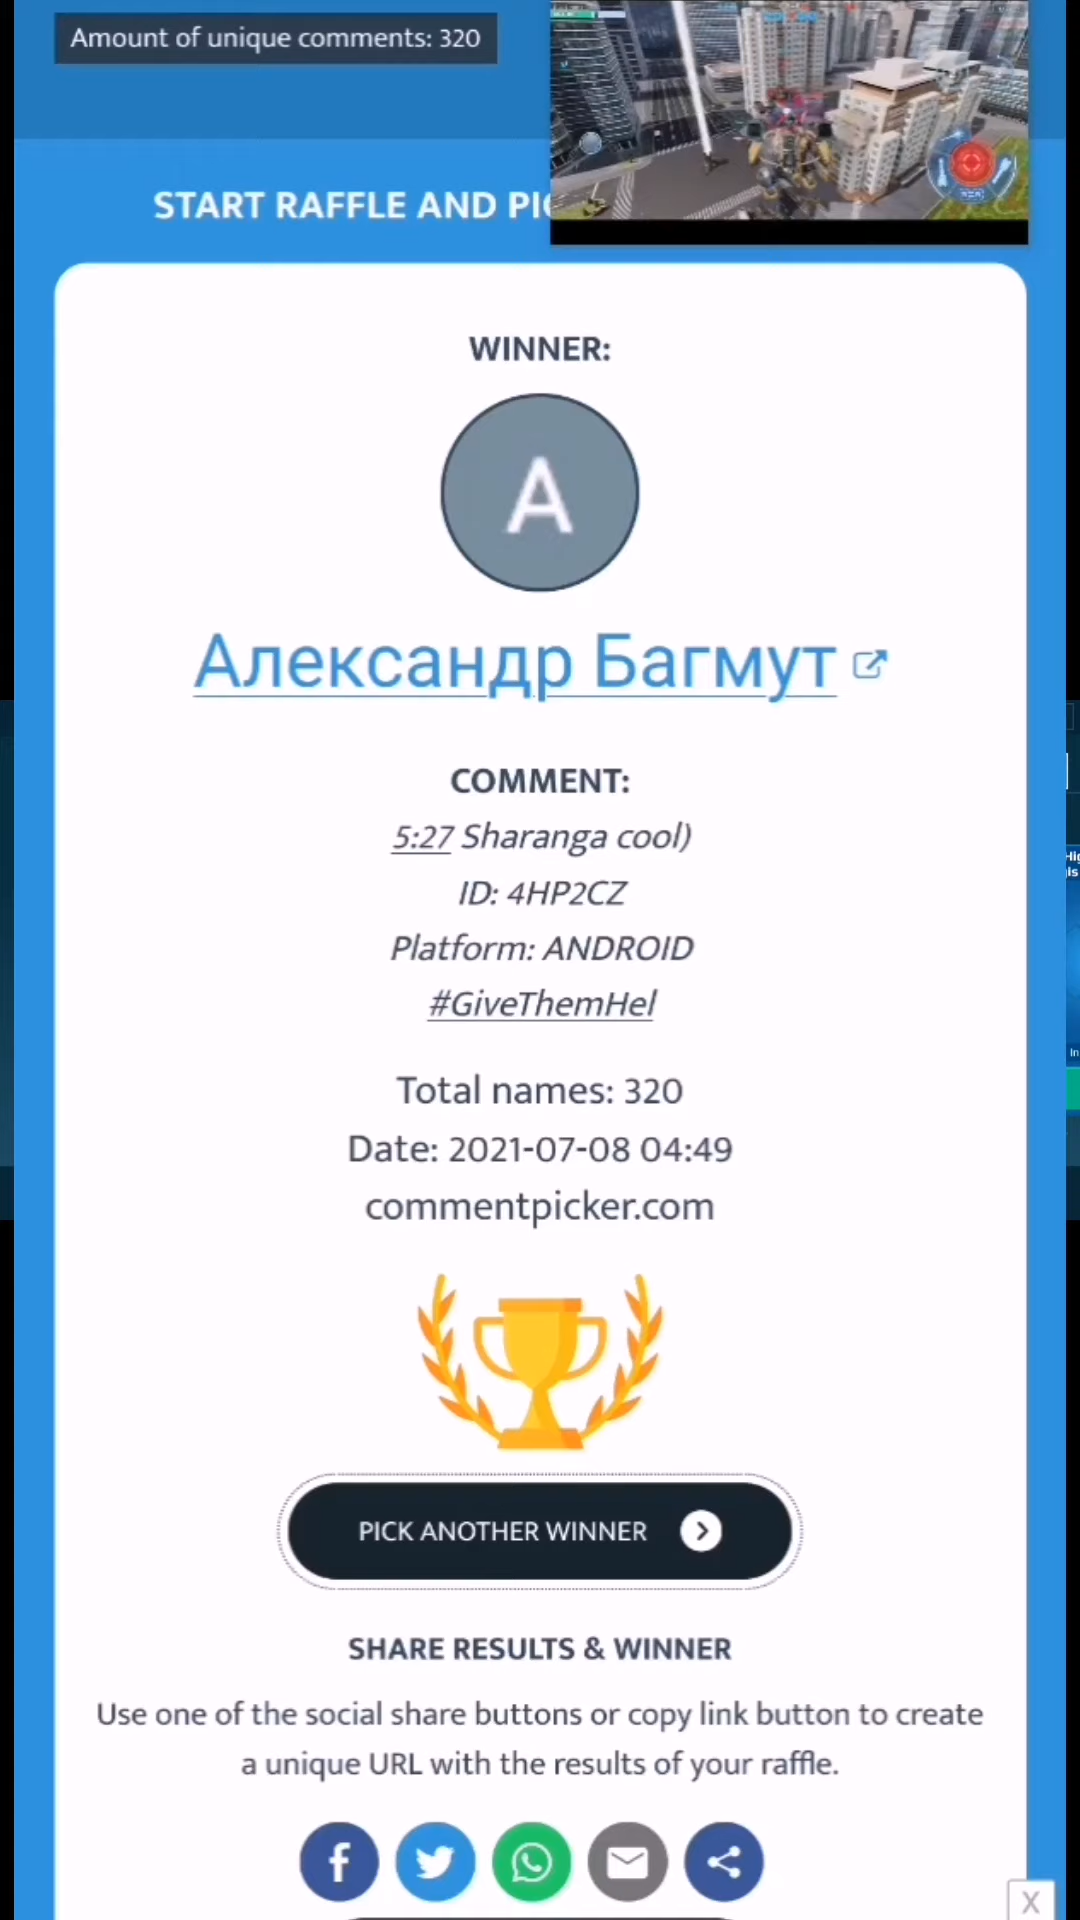 Amount of unique comments: 320
START RAFFLE AND PI
WINNER:
A
Александр Багмут
COMMENT:
5:27 Sharanga cool)
ID: 4HP2CZ
Platform: ANDROID
#GiveThemHel
Total names: 320
Date: 2021-07-08 04:49
commentpicker.com
PICK ANOTHER WINNER
SHARE RESULTS & WINNER
Use one of the social share buttons or copy link button to create
a unique URL with the results of your raffle.
X